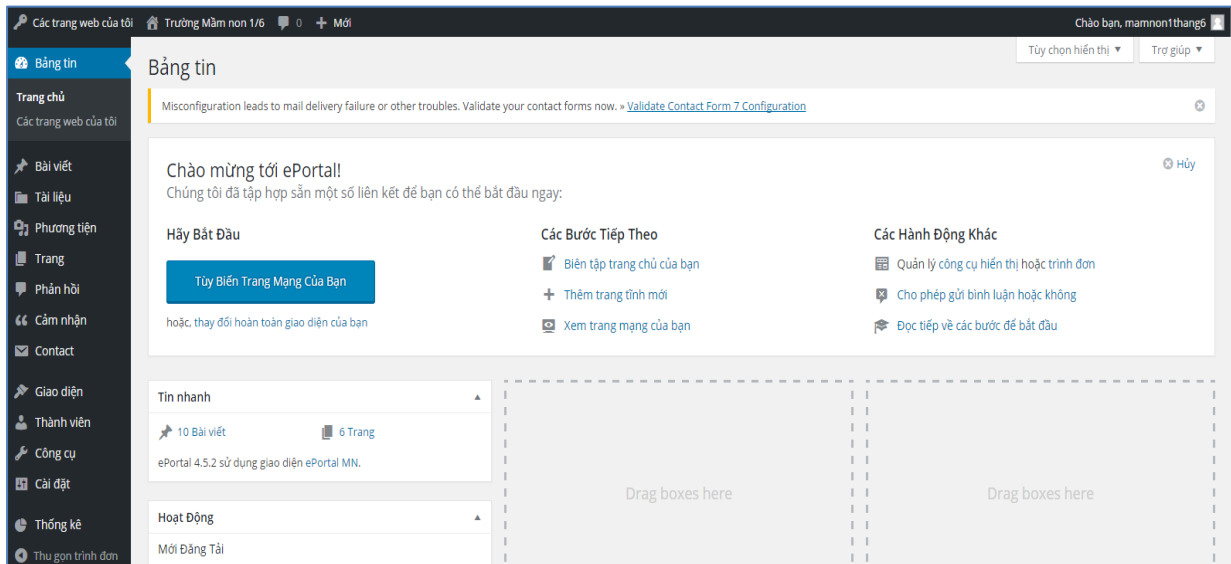 Các trang web của tôi Trường Mầm non 1/6 0 + Mới Chào bạn, mamnon1thang6
Tùy chọn hiển thị ▼ Trợ giúp ▼
Bảng tin
Trang chủ
Các trang web của tôi
Bài viết
Tài liệu
Phương tiện
Trang
Phản hồi
Cảm nhận
Contact
Giao diện
Thành viên
Công cụ
Cài đặt
Thống kê
Thu gọn trình đơn
Bảng tin
Misconfiguration leads to mail delivery failure or other troubles. Validate your contact forms now. » Validate Contact Form 7 Configuration
Chào mừng tới ePortal!
Hủy
Chúng tôi đã tập hợp sẵn một số liên kết để bạn có thể bắt đầu ngay:
Hãy Bắt Đầu
Tùy Biến Trang Mạng Của Bạn
hoặc, thay đổi hoàn toàn giao diện của bạn
Các Bước Tiếp Theo
Biên tập trang chủ của bạn
Thêm trang tĩnh mới
Xem trang mạng của bạn
Các Hành Động Khác
Quản lý công cụ hiển thị hoặc trình đơn
Cho phép gửi bình luận hoặc không
Đọc tiếp về các bước để bắt đầu
Tin nhanh ▲
10 Bài viết 6 Trang
ePortal 4.5.2 sử dụng giao diện ePortal MN.
Hoạt Động ▲
Mới Đăng Tải
Drag boxes here
Drag boxes here